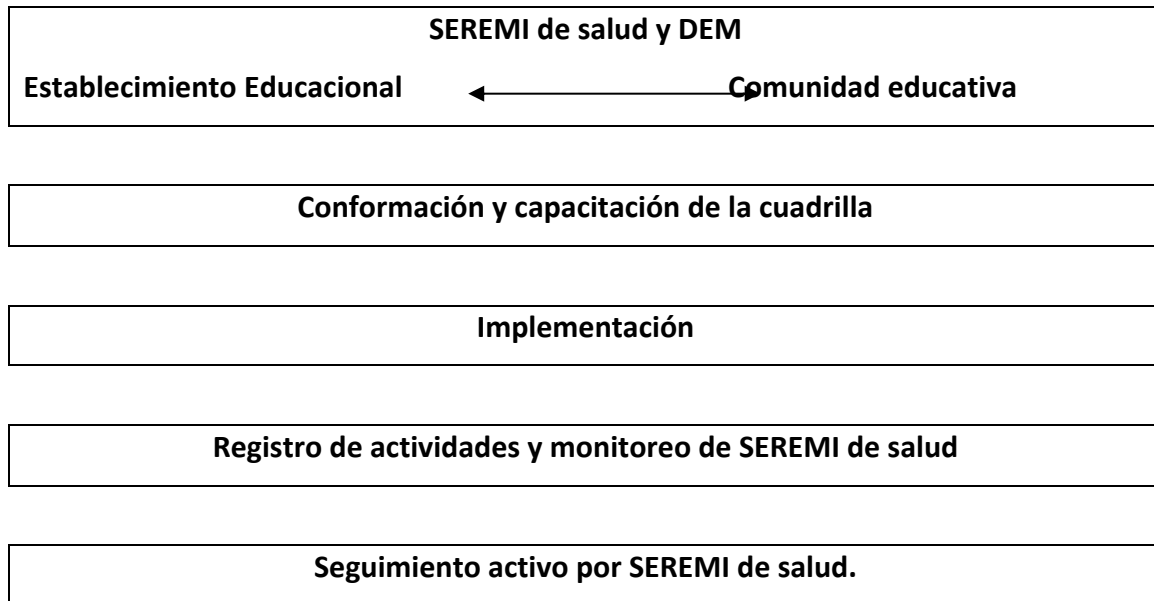 SEREMI de salud y DEM
Establecimiento Educacional Comunidad educativa
Conformación y capacitación de la cuadrilla
Implementación
Registro de actividades y monitoreo de SEREMI de salud
Seguimiento activo por SEREMI de salud.